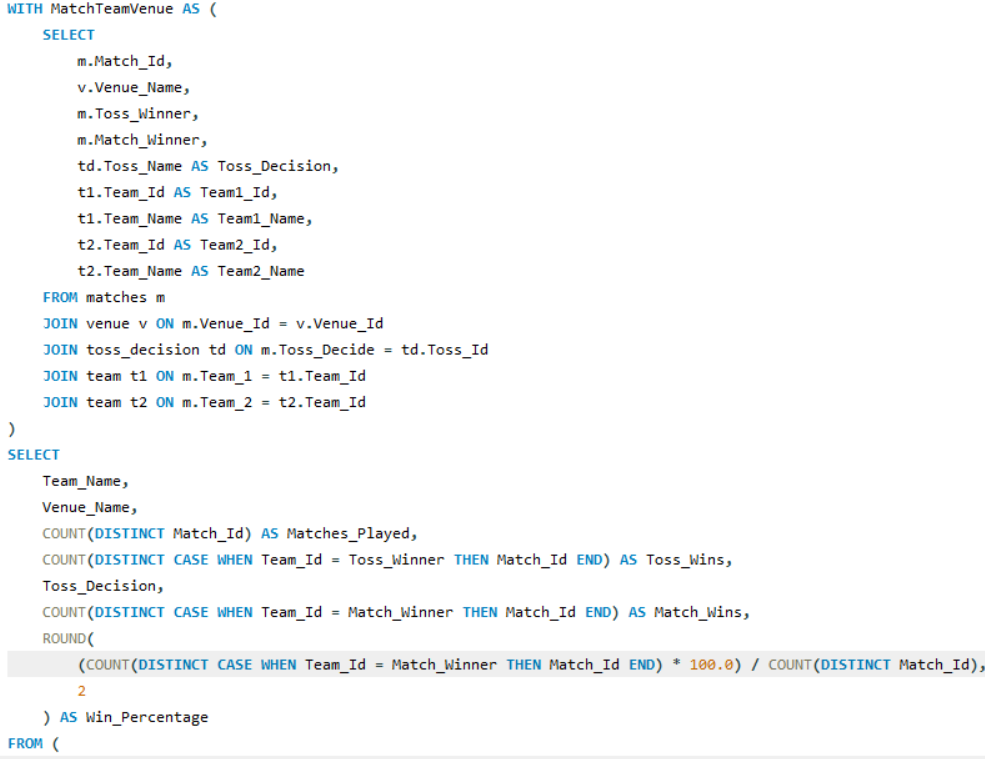 WITH MatchTeamVenue AS (
    SELECT
        m.Match_Id,
        v.Venue_Name,
        m.Toss_Winner,
        m.Match_Winner,
        td.Toss_Name AS Toss_Decision,
        t1.Team_Id AS Team1_Id,
        t1.Team_Name AS Team1_Name,
        t2.Team_Id AS Team2_Id,
        t2.Team_Name AS Team2_Name
    FROM matches m
    JOIN venue v ON m.Venue_Id = v.Venue_Id
    JOIN toss_decision td ON m.Toss_Decide = td.Toss_Id
    JOIN team t1 ON m.Team_1 = t1.Team_Id
    JOIN team t2 ON m.Team_2 = t2.Team_Id
)
SELECT
    Team_Name,
    Venue_Name,
    COUNT(DISTINCT Match_Id) AS Matches_Played,
    COUNT(DISTINCT CASE WHEN Team_Id = Toss_Winner THEN Match_Id END) AS Toss_Wins,
    Toss_Decision,
    COUNT(DISTINCT CASE WHEN Team_Id = Match_Winner THEN Match_Id END) AS Match_Wins,
    ROUND(
        (COUNT(DISTINCT CASE WHEN Team_Id = Match_Winner THEN Match_Id END) * 100.0) / COUNT(DISTINCT Match_Id),
        2
    ) AS Win_Percentage
FROM (